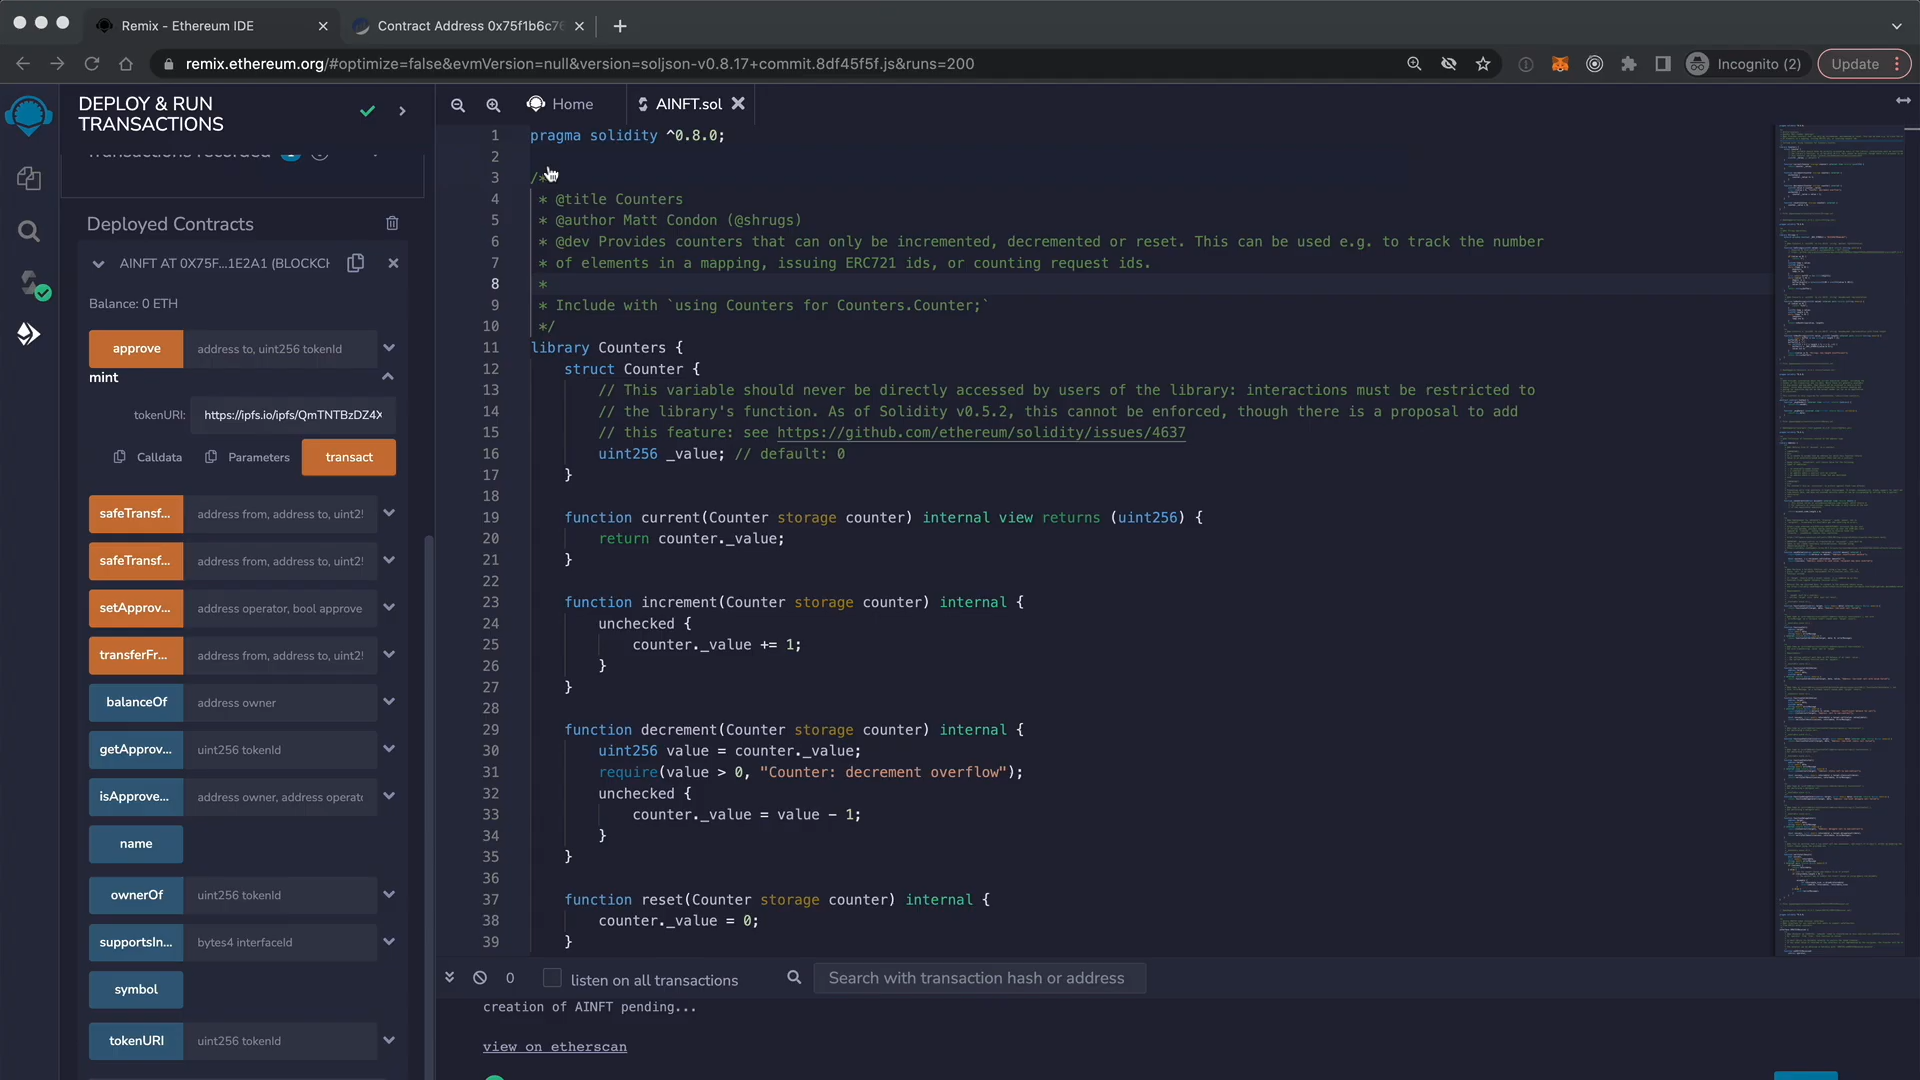 Remix - Ethereum IDE
Contract Address 0x75f1b6c76
remix.ethereum.org/#optimize=false&evmVersion=null&version=soljson-v0.8.17+commit.8df45f5f.js&runs=200
Incognito (2)
Update
DEPLOY & RUN
TRANSACTIONS
Transactions recorded
Deployed Contracts
AINFT AT 0X75F...1E2A1 (BLOCKCH
Balance: 0 ETH
approve
address to, uint256 tokenId
mint
tokenURI:
https://ipfs.io/ipfs/QmTNTBzDZ4X
Calldata
Parameters
transact
safeTransf...
address from, address to, uint2!
safeTransf...
address from, address to, uint2!
setApprov...
address operator, bool approve
transferFr...
address from, address to, uint2!
balanceOf
address owner
getApprov...
uint256 tokenId
isApprove...
address owner, address operato
name
ownerOf
uint256 tokenId
supportsIn...
bytes4 interfaceId
symbol
tokenURI
uint256 tokenId
Home
AINFT.sol
1 pragma solidity ^0.8.0;
2
3 /*
4 * @title Counters
5 * @author Matt Condon (@shrugs)
6 * @dev Provides counters that can only be incremented, decremented or reset. This can be used e.g. to track the number
7 * of elements in a mapping, issuing ERC721 ids, or counting request ids.
8 *
9 * Include with `using Counters for Counters.Counter;`
10 */
11 library Counters {
12 struct Counter {
13 // This variable should never be directly accessed by users of the library: interactions must be restricted to
14 // the library's function. As of Solidity v0.5.2, this cannot be enforced, though there is a proposal to add
15 // this feature: see https://github.com/ethereum/solidity/issues/4637
16 uint256 _value; // default: 0
17 }
18
19 function current(Counter storage counter) internal view returns (uint256) {
20 return counter._value;
21 }
22
23 function increment(Counter storage counter) internal {
24 unchecked {
25 counter._value += 1;
26 }
27 }
28
29 function decrement(Counter storage counter) internal {
30 uint256 value = counter._value;
31 require(value > 0, "Counter: decrement overflow");
32 unchecked {
33 counter._value = value - 1;
34 }
35 }
36
37 function reset(Counter storage counter) internal {
38 counter._value = 0;
39 }
0
listen on all transactions
Search with transaction hash or address
creation of AINFT pending...
view on etherscan